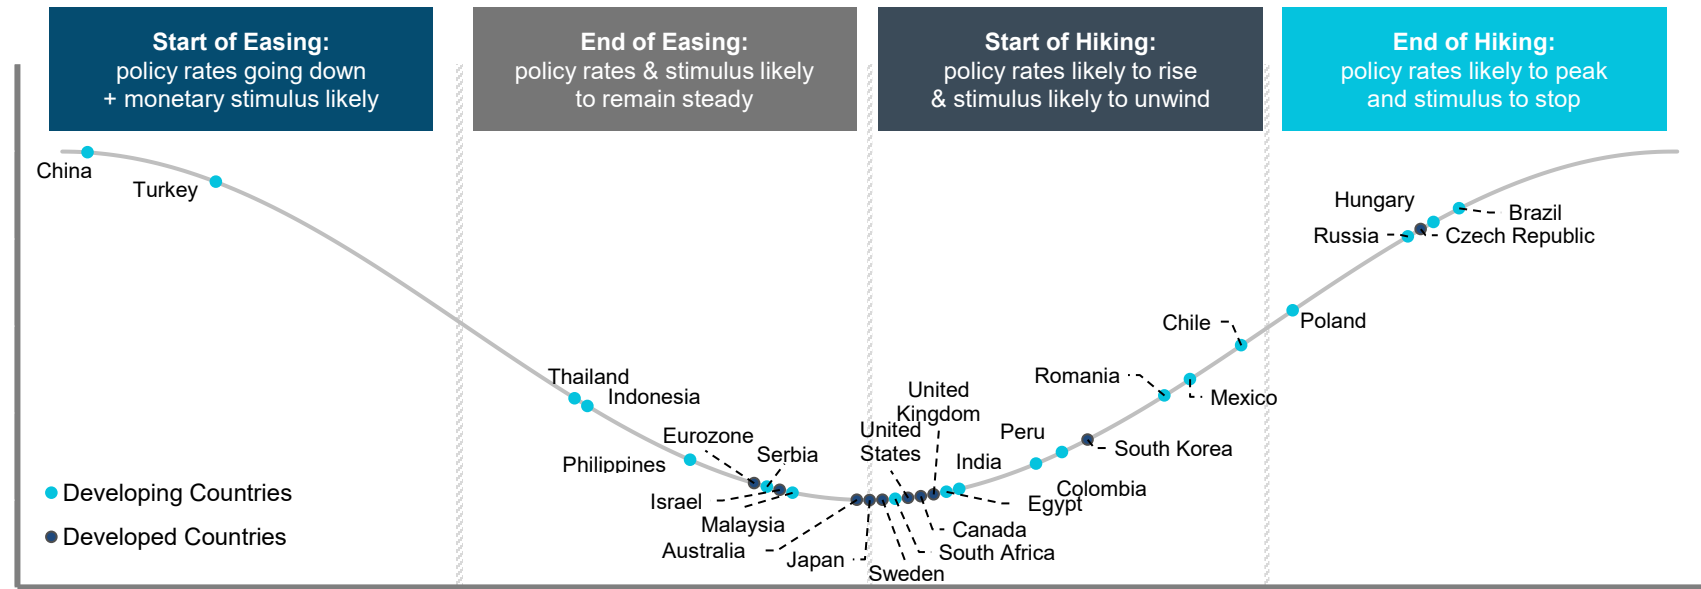 Start of Easing:
policy rates going down
+ monetary stimulus likely
End of Easing:
policy rates & stimulus likely
to remain steady
Start of Hiking:
policy rates likely to rise
& stimulus likely to unwind
End of Hiking:
policy rates likely to peak
and stimulus to stop
China
Turkey
Thailand
Indonesia
Eurozone
Philippines
Serbia
Israel
Malaysia
Australia
Japan
Sweden
South Africa
Canada
United
States
United
Kingdom
India
Egypt
Peru
Colombia
South Korea
Romania
Mexico
Chile
Poland
Russia
Hungary
Czech Republic
Brazil
Developing Countries
Developed Countries